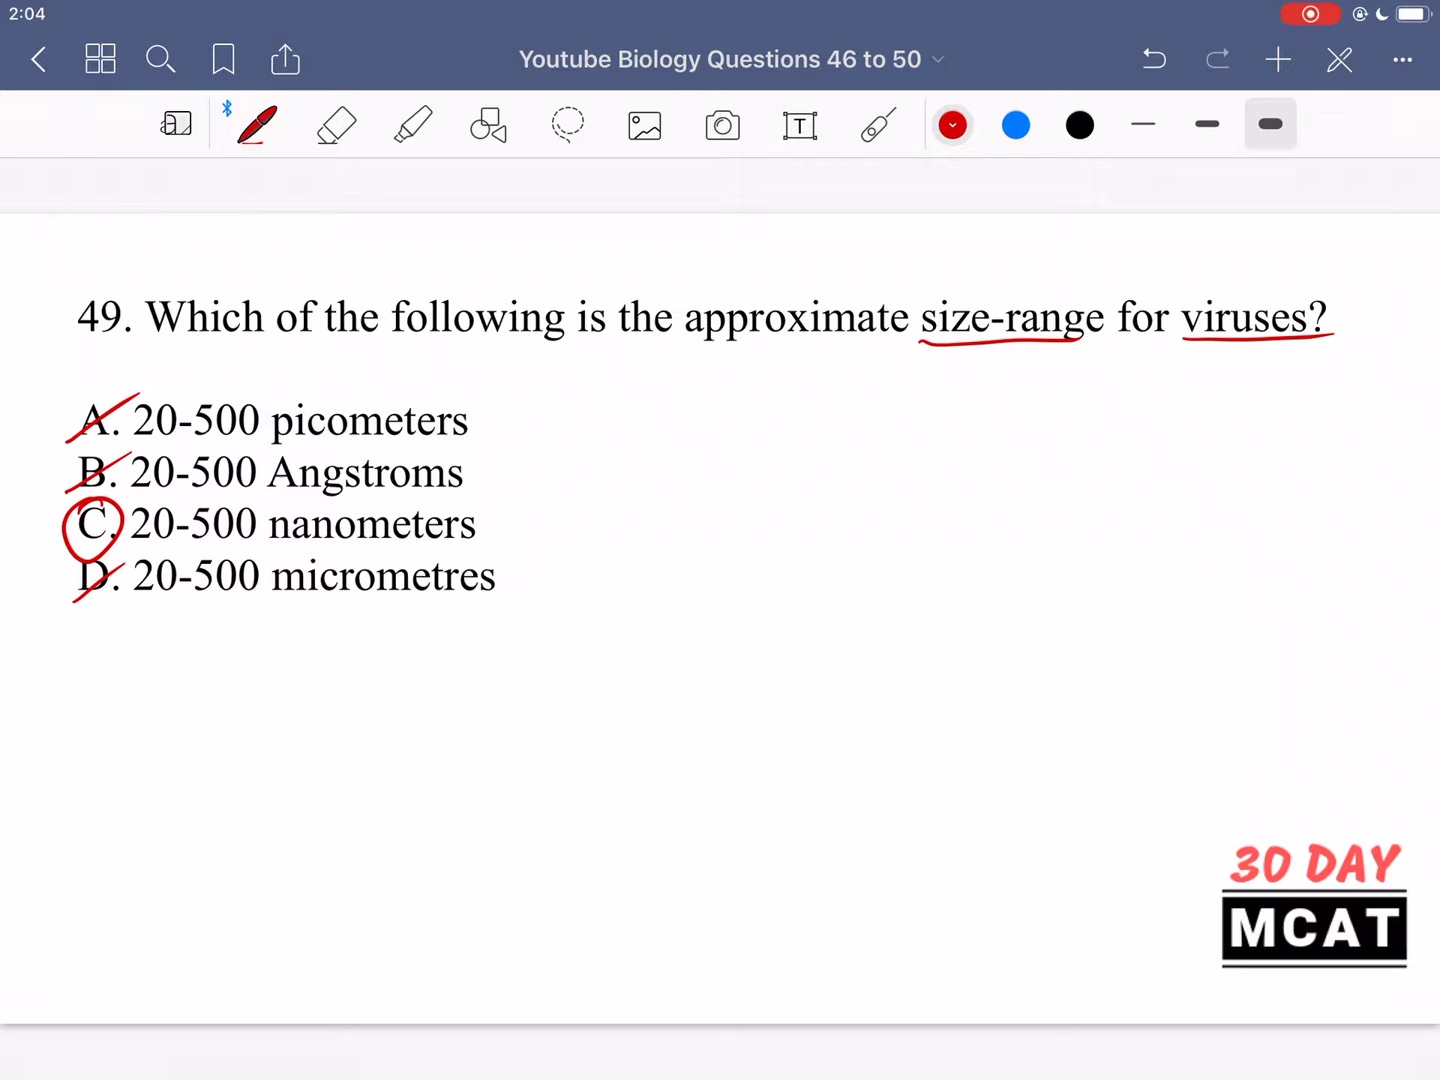 2:04
Youtube Biology Questions 46 to 50
49. Which of the following is the approximate size-range for viruses?
A. 20-500 picometers
B. 20-500 Angstroms
C. 20-500 nanometers
D. 20-500 micrometres
30 DAY
MCAT